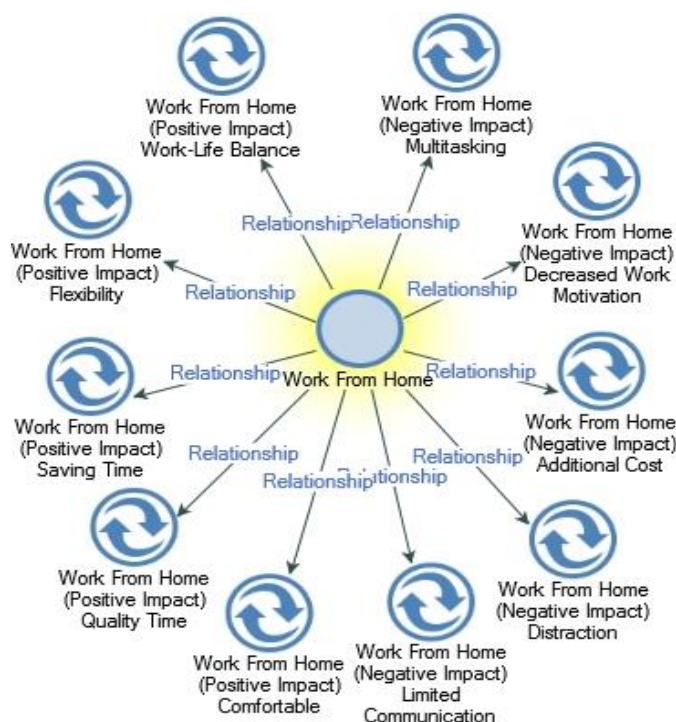 Work From Home
(Positive Impact)
Work-Life Balance
Work From Home
(Negative Impact)
Multitasking
Relationship
Relationship
Work From Home
(Positive Impact)
Flexibility
Work From Home
(Negative Impact)
Decreased Work
Motivation
Relationship
Relationship
Work From Home
Relationship
Relationship
Work From Home
(Positive Impact)
Saving Time
Work From Home
(Negative Impact)
Additional Cost
Relationship
Relationship
Relationship
Relationship
Work From Home
(Positive Impact)
Quality Time
Work From Home
(Negative Impact)
Distraction
Work From Home
(Positive Impact)
Comfortable
Work From Home
(Negative Impact)
Limited
Communication